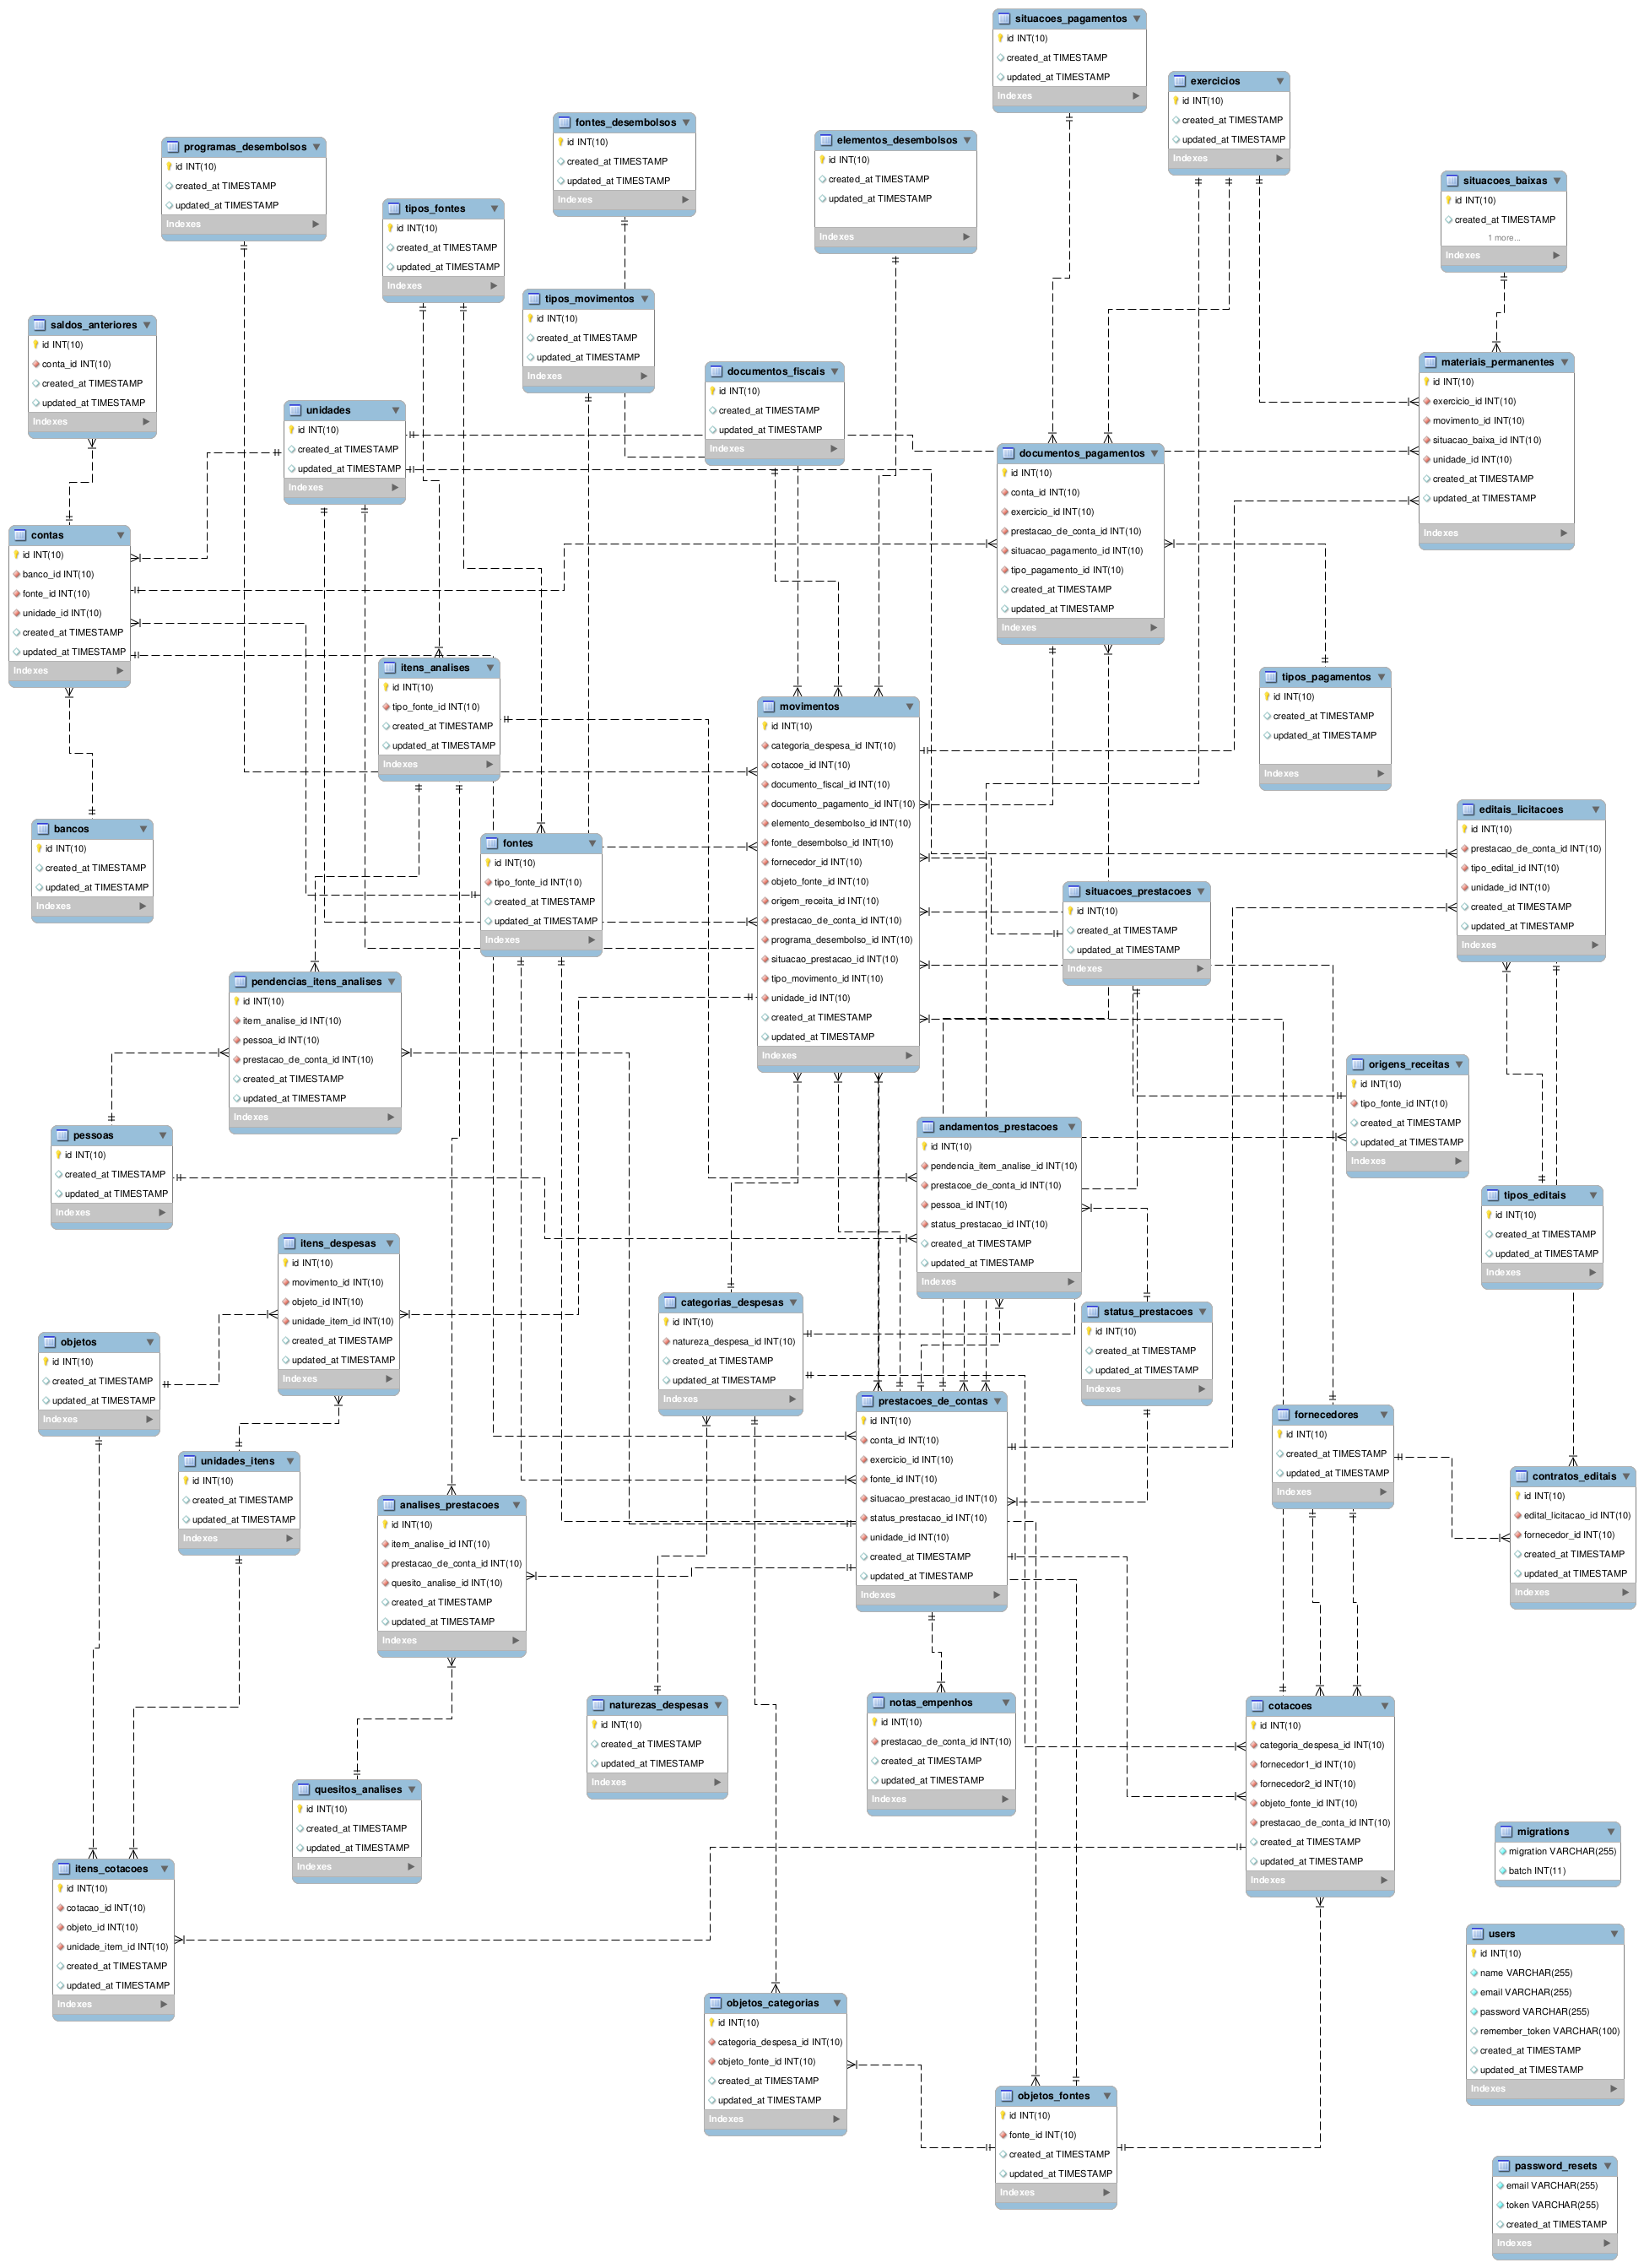 situacoes_pagamentos
id INT(10)
created_at TIMESTAMP
updated_at TIMESTAMP
Indexes
exercicios
id INT(10)
created_at TIMESTAMP
updated_at TIMESTAMP
Indexes
fontes_desembolsos
id INT(10)
created_at TIMESTAMP
updated_at TIMESTAMP
Indexes
elementos_desembolsos
id INT(10)
created_at TIMESTAMP
updated_at TIMESTAMP
Indexes
programas_desembolsos
id INT(10)
created_at TIMESTAMP
updated_at TIMESTAMP
Indexes
situacoes_baixas
id INT(10)
created_at TIMESTAMP
1 more...
Indexes
tipos_fontes
id INT(10)
created_at TIMESTAMP
updated_at TIMESTAMP
Indexes
tipos_movimentos
id INT(10)
created_at TIMESTAMP
updated_at TIMESTAMP
Indexes
saldos_anteriores
id INT(10)
conta_id INT(10)
created_at TIMESTAMP
updated_at TIMESTAMP
Indexes
materiais_permanentes
id INT(10)
exercicio_id INT(10)
movimento_id INT(10)
situacao_baixa_id INT(10)
unidade_id INT(10)
created_at TIMESTAMP
updated_at TIMESTAMP
Indexes
documentos_fiscais
id INT(10)
created_at TIMESTAMP
updated_at TIMESTAMP
Indexes
unidades
id INT(10)
created_at TIMESTAMP
updated_at TIMESTAMP
Indexes
documentos_pagamentos
id INT(10)
conta_id INT(10)
exercicio_id INT(10)
prestacao_de_conta_id INT(10)
situacao_pagamento_id INT(10)
tipo_pagamento_id INT(10)
created_at TIMESTAMP
updated_at TIMESTAMP
Indexes
contas
id INT(10)
banco_id INT(10)
fonte_id INT(10)
unidade_id INT(10)
created_at TIMESTAMP
updated_at TIMESTAMP
Indexes
itens_analises
id INT(10)
tipo_fonte_id INT(10)
created_at TIMESTAMP
updated_at TIMESTAMP
Indexes
tipos_pagamentos
id INT(10)
created_at TIMESTAMP
updated_at TIMESTAMP
Indexes
movimentos
id INT(10)
categoria_despesa_id INT(10)
cotacoe_id INT(10)
documento_fiscal_id INT(10)
documento_pagamento_id INT(10)
elemento_desembolso_id INT(10)
fonte_desembolso_id INT(10)
fornecedor_id INT(10)
objeto_fonte_id INT(10)
origem_receita_id INT(10)
prestacao_de_conta_id INT(10)
programa_desembolso_id INT(10)
situacao_prestacao_id INT(10)
tipo_movimento_id INT(10)
unidade_id INT(10)
created_at TIMESTAMP
updated_at TIMESTAMP
Indexes
editais_licitacoes
id INT(10)
prestacao_de_conta_id INT(10)
tipo_edital_id INT(10)
unidade_id INT(10)
created_at TIMESTAMP
updated_at TIMESTAMP
Indexes
bancos
id INT(10)
created_at TIMESTAMP
updated_at TIMESTAMP
Indexes
fontes
id INT(10)
tipo_fonte_id INT(10)
created_at TIMESTAMP
updated_at TIMESTAMP
Indexes
situacoes_prestacoes
id INT(10)
created_at TIMESTAMP
updated_at TIMESTAMP
Indexes
pendencias_itens_analises
id INT(10)
item_analise_id INT(10)
pessoa_id INT(10)
prestacao_de_conta_id INT(10)
created_at TIMESTAMP
updated_at TIMESTAMP
Indexes
origens_receitas
id INT(10)
tipo_fonte_id INT(10)
created_at TIMESTAMP
updated_at TIMESTAMP
Indexes
pessoas
id INT(10)
created_at TIMESTAMP
updated_at TIMESTAMP
Indexes
andamentos_prestacoes
id INT(10)
pendencia_item_analise_id INT(10)
prestacoe_de_conta_id INT(10)
pessoa_id INT(10)
status_prestacao_id INT(10)
created_at TIMESTAMP
updated_at TIMESTAMP
Indexes
tipos_editais
id INT(10)
created_at TIMESTAMP
updated_at TIMESTAMP
Indexes
itens_despesas
id INT(10)
movimento_id INT(10)
objeto_id INT(10)
unidade_item_id INT(10)
created_at TIMESTAMP
updated_at TIMESTAMP
Indexes
categorias_despesas
id INT(10)
natureza_despesa_id INT(10)
created_at TIMESTAMP
updated_at TIMESTAMP
Indexes
status_prestacoes
id INT(10)
created_at TIMESTAMP
updated_at TIMESTAMP
Indexes
objetos
id INT(10)
created_at TIMESTAMP
updated_at TIMESTAMP
Indexes
prestacoes_de_contas
id INT(10)
conta_id INT(10)
exercicio_id INT(10)
fonte_id INT(10)
situacao_prestacao_id INT(10)
status_prestacao_id INT(10)
unidade_id INT(10)
created_at TIMESTAMP
updated_at TIMESTAMP
Indexes
fornecedores
id INT(10)
created_at TIMESTAMP
updated_at TIMESTAMP
Indexes
unidades_itens
id INT(10)
created_at TIMESTAMP
updated_at TIMESTAMP
Indexes
contratos_editais
id INT(10)
edital_licitacao_id INT(10)
fornecedor_id INT(10)
created_at TIMESTAMP
updated_at TIMESTAMP
Indexes
analises_prestacoes
id INT(10)
item_analise_id INT(10)
prestacao_de_conta_id INT(10)
quesito_analise_id INT(10)
created_at TIMESTAMP
updated_at TIMESTAMP
Indexes
naturezas_despesas
id INT(10)
created_at TIMESTAMP
updated_at TIMESTAMP
Indexes
notas_empenhos
id INT(10)
prestacao_de_conta_id INT(10)
created_at TIMESTAMP
updated_at TIMESTAMP
Indexes
cotacoes
id INT(10)
categoria_despesa_id INT(10)
fornecedor1_id INT(10)
fornecedor2_id INT(10)
objeto_fonte_id INT(10)
prestacao_de_conta_id INT(10)
created_at TIMESTAMP
updated_at TIMESTAMP
Indexes
quesitos_analises
id INT(10)
created_at TIMESTAMP
updated_at TIMESTAMP
Indexes
migrations
migration VARCHAR(255)
batch INT(11)
itens_cotacoes
id INT(10)
cotacao_id INT(10)
objeto_id INT(10)
unidade_item_id INT(10)
created_at TIMESTAMP
updated_at TIMESTAMP
Indexes
users
id INT(10)
name VARCHAR(255)
email VARCHAR(255)
password VARCHAR(255)
remember_token VARCHAR(100)
created_at TIMESTAMP
updated_at TIMESTAMP
Indexes
objetos_categorias
id INT(10)
categoria_despesa_id INT(10)
objeto_fonte_id INT(10)
created_at TIMESTAMP
updated_at TIMESTAMP
Indexes
objetos_fontes
id INT(10)
fonte_id INT(10)
created_at TIMESTAMP
updated_at TIMESTAMP
Indexes
password_resets
email VARCHAR(255)
token VARCHAR(255)
created_at TIMESTAMP
Indexes